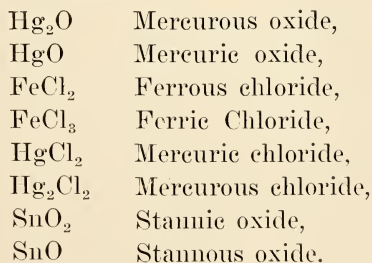 Hg₂O Mercurous oxide,
HgO Mercuric oxide,
FeCl₂ Ferrous chloride,
FeCl₃ Ferric Chloride,
HgCl₂ Mercuric chloride,
Hg₂Cl₂ Mercurous chloride,
SnO₂ Stannic oxide,
SnO Stannous oxide.